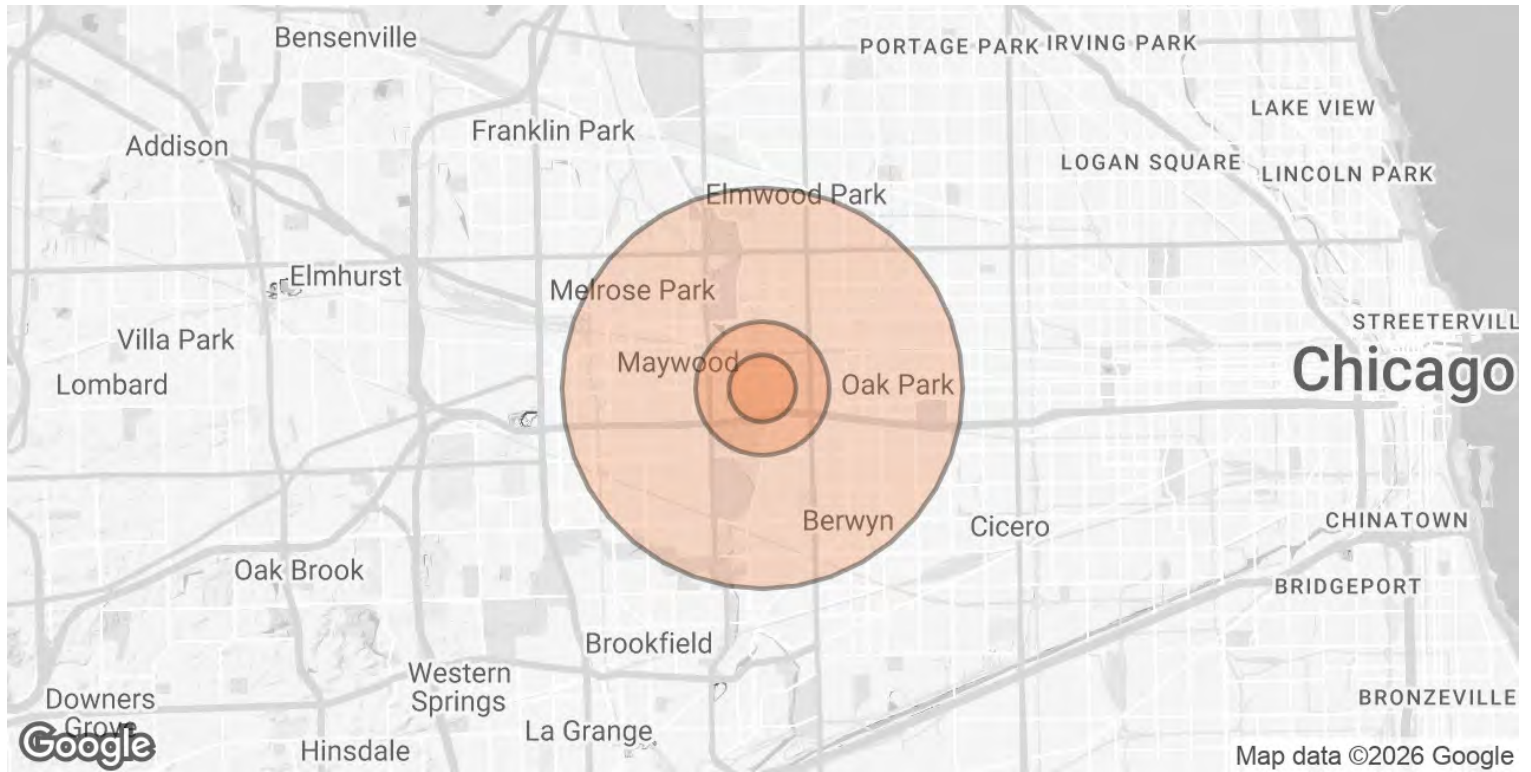 Bensenville
PORTAGE PARK
IRVING PARK
LAKE VIEW
Addison
Franklin Park
LOGAN SQUARE
LINCOLN PARK
Elmwood Park
Elmhurst
Melrose Park
STREETERVILL
Villa Park
Maywood
Chicago
Lombard
Oak Park
Berwyn
Cicero
CHINATOWN
Oak Brook
BRIDGEPORT
Brookfield
Western
Springs
Downers
Grove
BRONZEVILLE
La Grange
Hinsdale
Google
Map data ©2026 Google